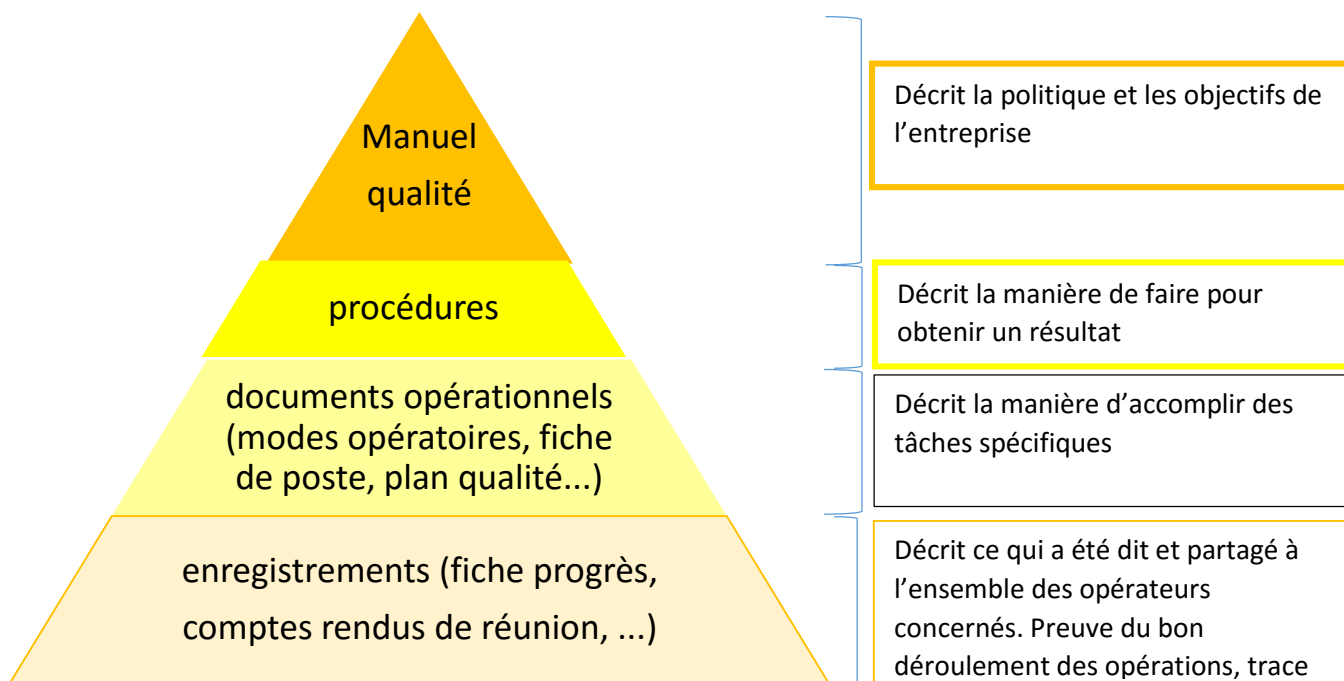 Manuel
qualité
Décrit la politique et les objectifs de
l’entreprise
procédures
Décrit la manière de faire pour
obtenir un résultat
documents opérationnels
(modes opératoires, fiche
de poste, plan qualité...)
Décrit la manière d’accomplir des
tâches spécifiques
enregistrements (fiche progrès,
comptes rendus de réunion, ...)
Décrit ce qui a été dit et partagé à
l’ensemble des opérateurs
concernés. Preuve du bon
déroulement des opérations, trace